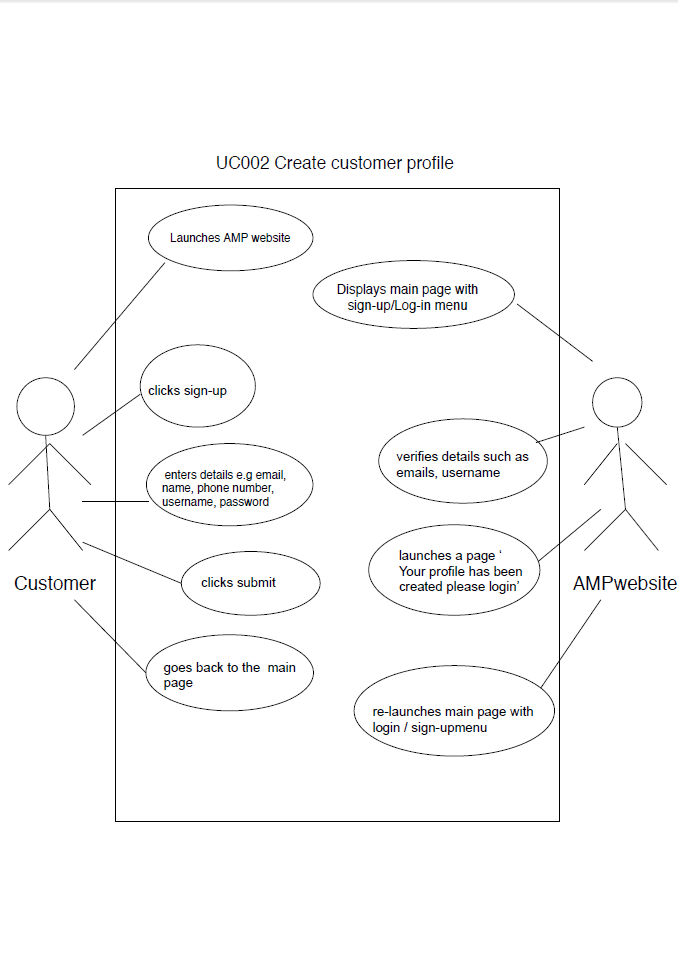 UC002 Create customer profile
Launches AMP website
Displays main page with
sign-up/Log-in menu
clicks sign-up
verifies details such as
emails, username
enters details e.g email,
name, phone number,
username, password
launches a page ‘
Your profile has been
created please login’
clicks submit
Customer
AMPwebsite
goes back to the main
page
re-launches main page with
login / sign-upmenu